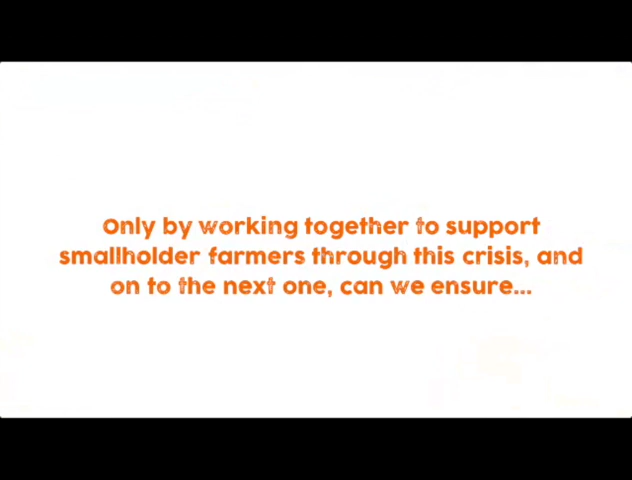 Only by working together to support
smallholder farmers through this crisis, and
on to the next one, can we ensure...